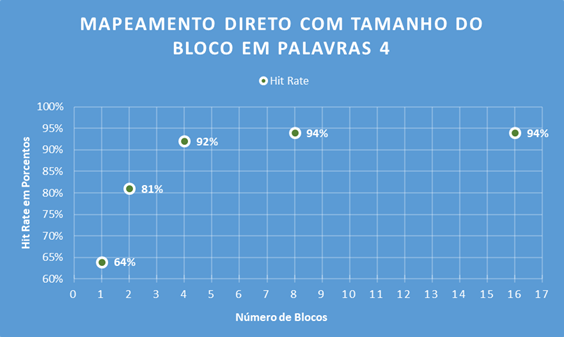 MAPEAMENTO DIRETO COM TAMANHO DO
BLOCO EM PALAVRAS 4
Hit Rate
Hit Rate em Porcentos
100%
95%
90%
85%
80%
75%
70%
65%
60%
64%
81%
92%
94%
94%
0 1 2 3 4 5 6 7 8 9 10 11 12 13 14 15 16 17
Número de Blocos